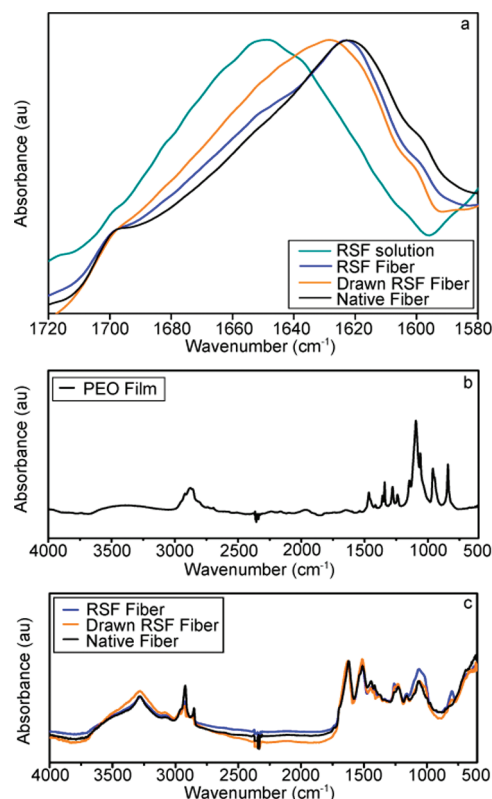 a
Absorbance (au)
RSF solution
RSF Fiber
Drawn RSF Fiber
Native Fiber
1720 1700 1680 1660 1640 1620 1600 1580
Wavenumber (cm-1)
b
PEO Film
Absorbance (au)
4000 3500 3000 2500 2000 1500 1000 500
Wavenumber (cm-1)
c
RSF Fiber
Drawn RSF Fiber
Native Fiber
Absorbance (au)
4000 3500 3000 2500 2000 1500 1000 500
Wavenumber (cm-1)